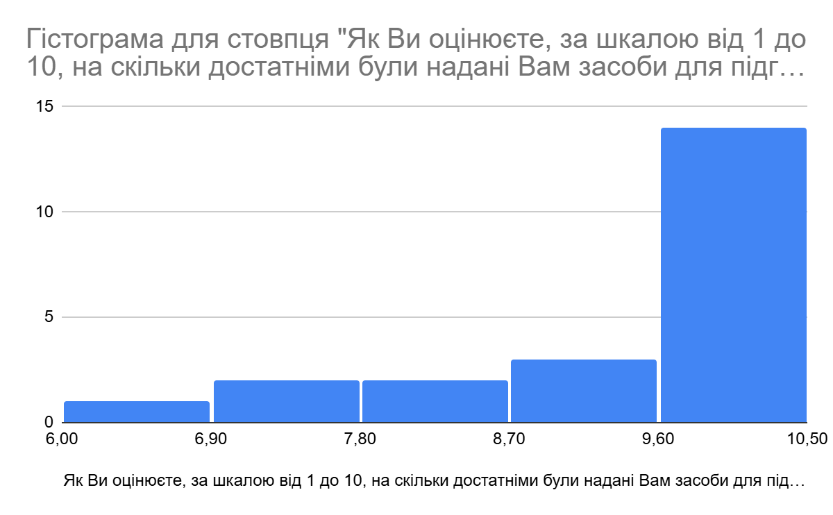 Гістограма для стовпця "Як Ви оцінюєте, за шкалою від 1 до
10, на скільки достатніми були надані Вам засоби для підг…
15
10
5
0
6,00 6,90 7,80 8,70 9,60 10,50
Як Ви оцінюєте, за шкалою від 1 до 10, на скільки достатніми були надані Вам засоби для під…